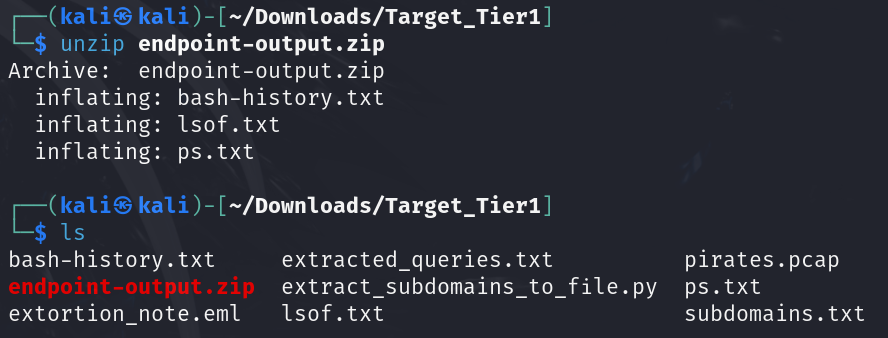 ┌──(kali㉿kali)-[~/Downloads/Target_Tier1]
└─$ unzip endpoint-output.zip
Archive:  endpoint-output.zip
  inflating: bash-history.txt
  inflating: lsof.txt
  inflating: ps.txt

┌──(kali㉿kali)-[~/Downloads/Target_Tier1]
└─$ ls
bash-history.txt     extracted_queries.txt          pirates.pcap
endpoint-output.zip  extract_subdomains_to_file.py  ps.txt
extortion_note.eml   lsof.txt                       subdomains.txt